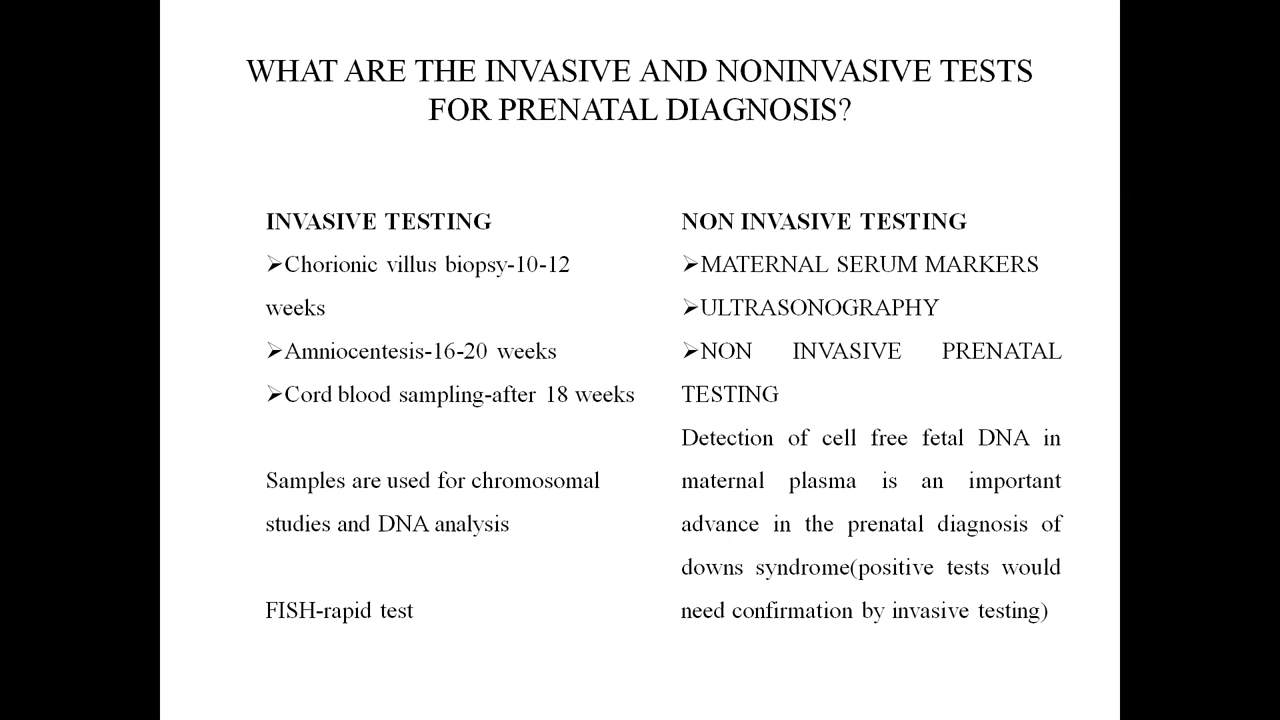 WHAT ARE THE INVASIVE AND NONINVASIVE TESTS
FOR PRENATAL DIAGNOSIS?
INVASIVE TESTING
➢Chorionic villus biopsy-10-12
weeks
➢Amniocentesis-16-20 weeks
➢Cord blood sampling-after 18 weeks
Samples are used for chromosomal
studies and DNA analysis
FISH-rapid test
NON INVASIVE TESTING
➢MATERNAL SERUM MARKERS
➢ULTRASONOGRAPHY
➢NON INVASIVE PRENATAL
TESTING
Detection of cell free fetal DNA in
maternal plasma is an important
advance in the prenatal diagnosis of
downs syndrome(positive tests would
need confirmation by invasive testing)